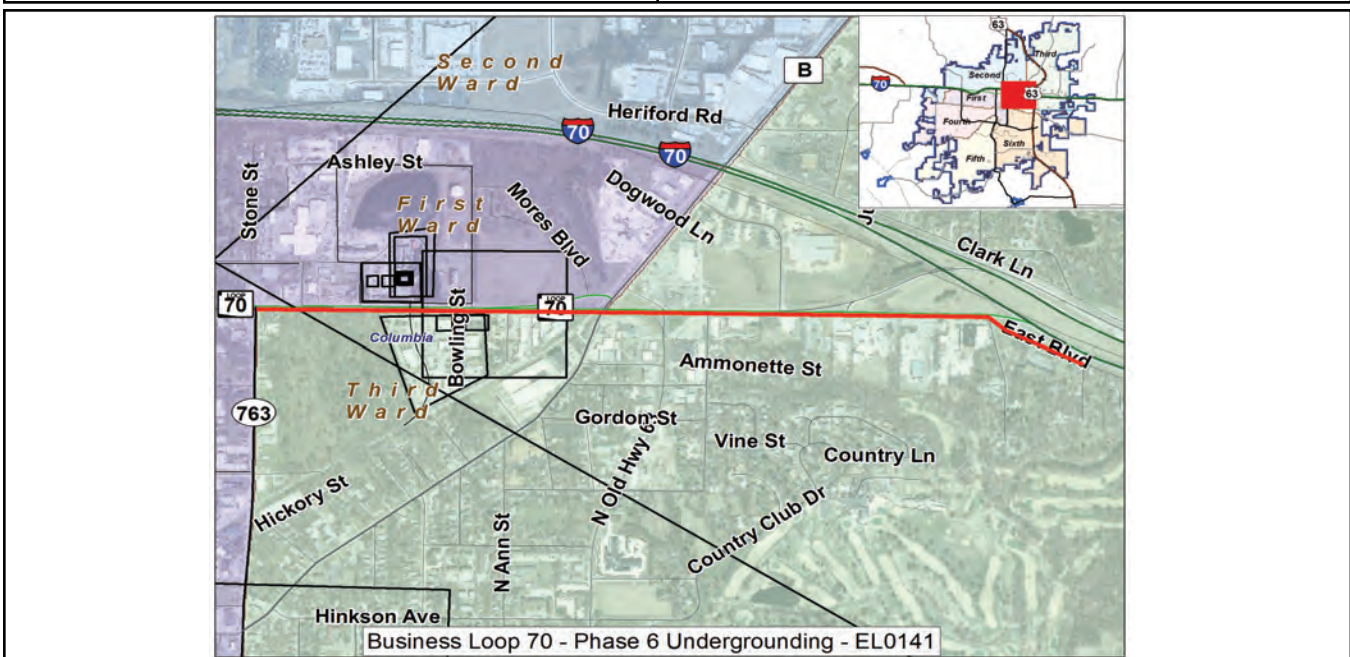 Second
Ward
B
Heriford Rd
70
70
Ashley St
Stone St
First
Ward
Mores Blvd
Dogwood Ln
Clark Ln
LOOP
70
LOOP
70
Bowling St
Columbia
East Blvd
Third
Ward
763
Ammonette St
Gordon St
Vine St
Country Ln
N Old Hwy 63
Hickory St
N Ann St
Country Club Dr
Hinkson Ave
Business Loop 70 - Phase 6 Undergrounding - EL0141
63
Third
Second
70
First
63
Fourth
Sixth
Fifth